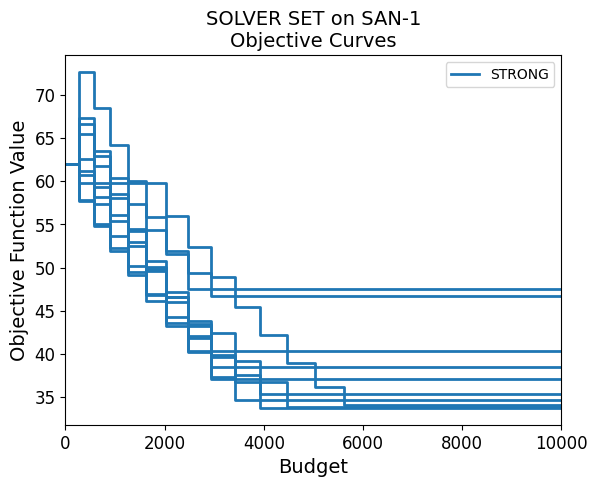 SOLVER SET on SAN-1
Objective Curves
STRONG
Objective Function Value
70
65
60
55
50
45
40
35
0 2000 4000 6000 8000 10000
Budget